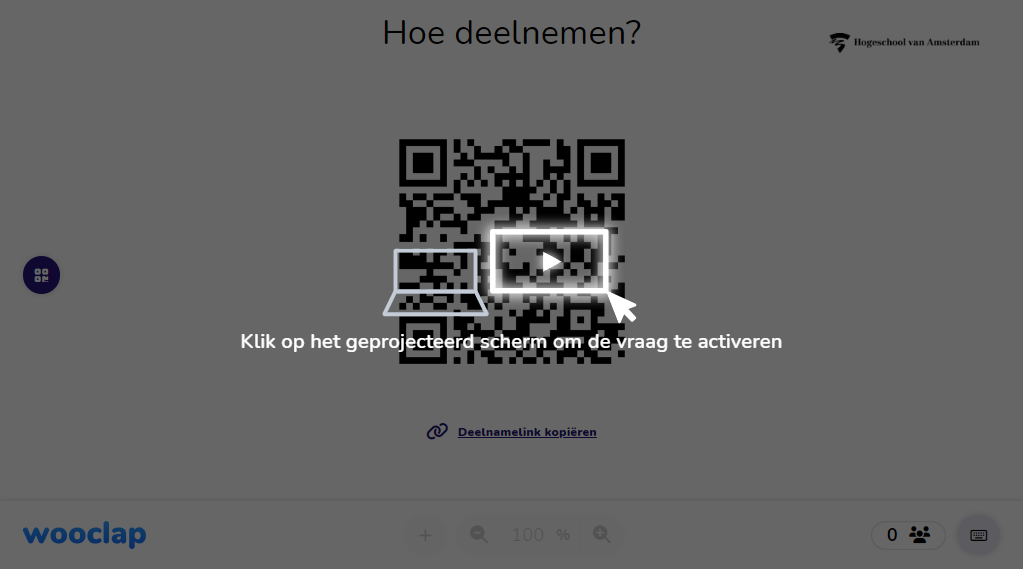 Hoe deelnemen?
Hogeschool van Amsterdam
Klik op het geprojecteerd scherm om de vraag te activeren
Deelnamelink kopiëren
wooclap
+
100 %
0